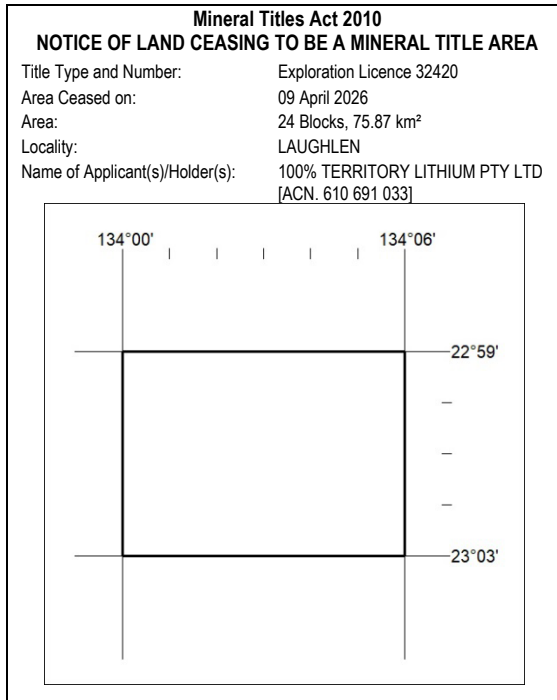 Mineral Titles Act 2010
NOTICE OF LAND CEASING TO BE A MINERAL TITLE AREA
Title Type and Number: Exploration Licence 32420
Area Ceased on: 09 April 2026
Area: 24 Blocks, 75.87 km²
Locality: LAUGHLEN
Name of Applicant(s)/Holder(s): 100% TERRITORY LITHIUM PTY LTD
[ACN. 610 691 033]
134°00' 134°06'
22°59'
23°03'